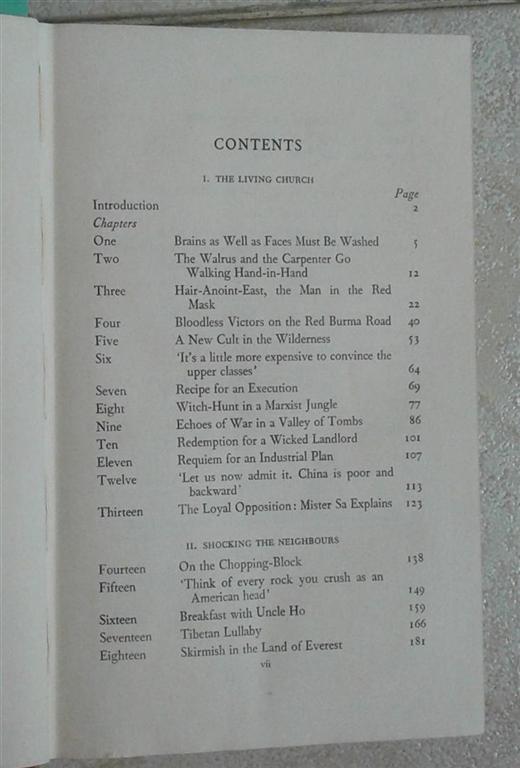 CONTENTS
I. THE LIVING CHURCH
Page
Introduction 2
Chapters
One Brains as Well as Faces Must Be Washed 5
Two The Walrus and the Carpenter Go
Walking Hand-in-Hand 12
Three Hair-Anoint-East, the Man in the Red
Mask 22
Four Bloodless Victors on the Red Burma Road 40
Five A New Cult in the Wilderness 53
Six 'It's a little more expensive to convince the
upper classes' 64
Seven Recipe for an Execution 69
Eight Witch-Hunt in a Marxist Jungle 77
Nine Echoes of War in a Valley of Tombs 86
Ten Redemption for a Wicked Landlord 101
Eleven Requiem for an Industrial Plan 107
Twelve 'Let us now admit it. China is poor and
backward' 113
Thirteen The Loyal Opposition: Mister Sa Explains 123
II. SHOCKING THE NEIGHBOURS
Fourteen On the Chopping-Block 138
Fifteen 'Think of every rock you crush as an
American head' 149
Sixteen Breakfast with Uncle Ho 159
Seventeen Tibetan Lullaby 166
Eighteen Skirmish in the Land of Everest 181
vii